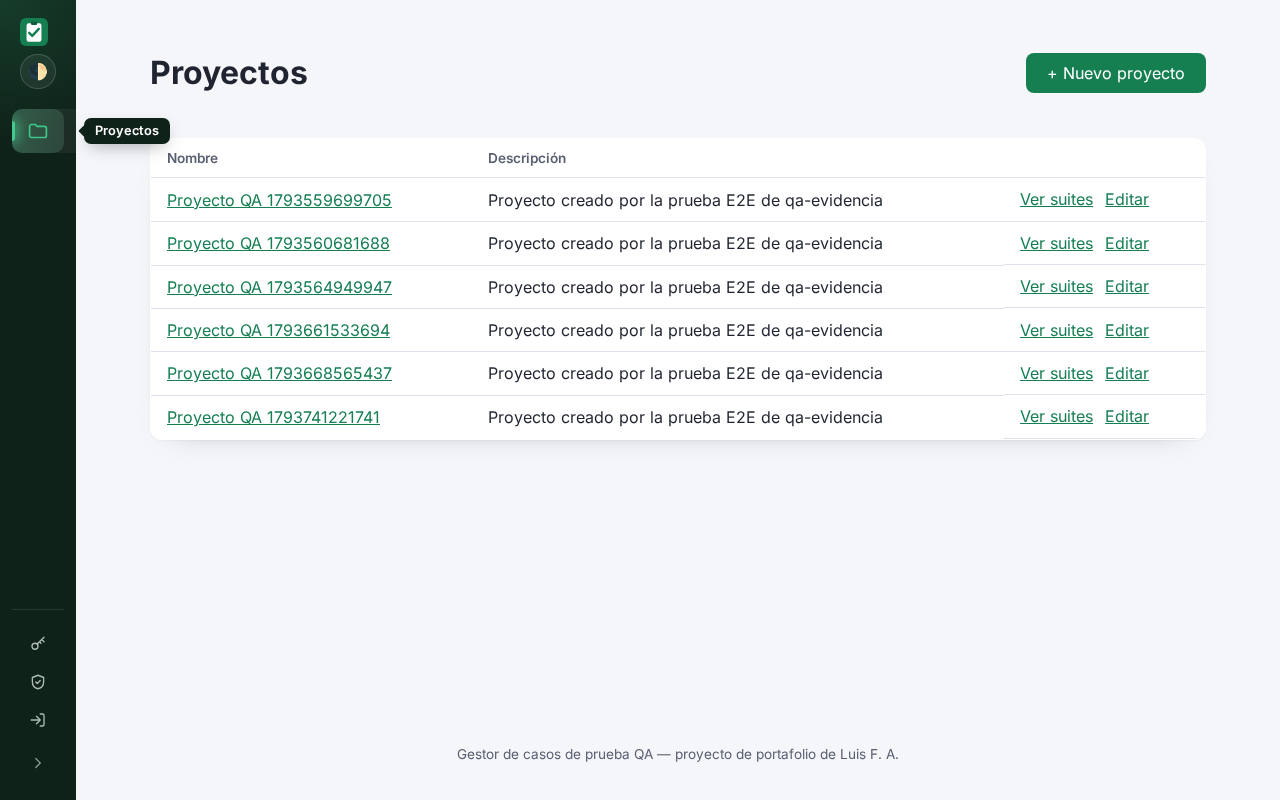 Proyectos
+ Nuevo proyecto
Proyectos
Nombre Descripción
Proyecto QA 1793559699705 Proyecto creado por la prueba E2E de qa-evidencia Ver suites Editar
Proyecto QA 1793560681688 Proyecto creado por la prueba E2E de qa-evidencia Ver suites Editar
Proyecto QA 1793564949947 Proyecto creado por la prueba E2E de qa-evidencia Ver suites Editar
Proyecto QA 1793661533694 Proyecto creado por la prueba E2E de qa-evidencia Ver suites Editar
Proyecto QA 1793668565437 Proyecto creado por la prueba E2E de qa-evidencia Ver suites Editar
Proyecto QA 1793741221741 Proyecto creado por la prueba E2E de qa-evidencia Ver suites Editar
Gestor de casos de prueba QA — proyecto de portafolio de Luis F. A.